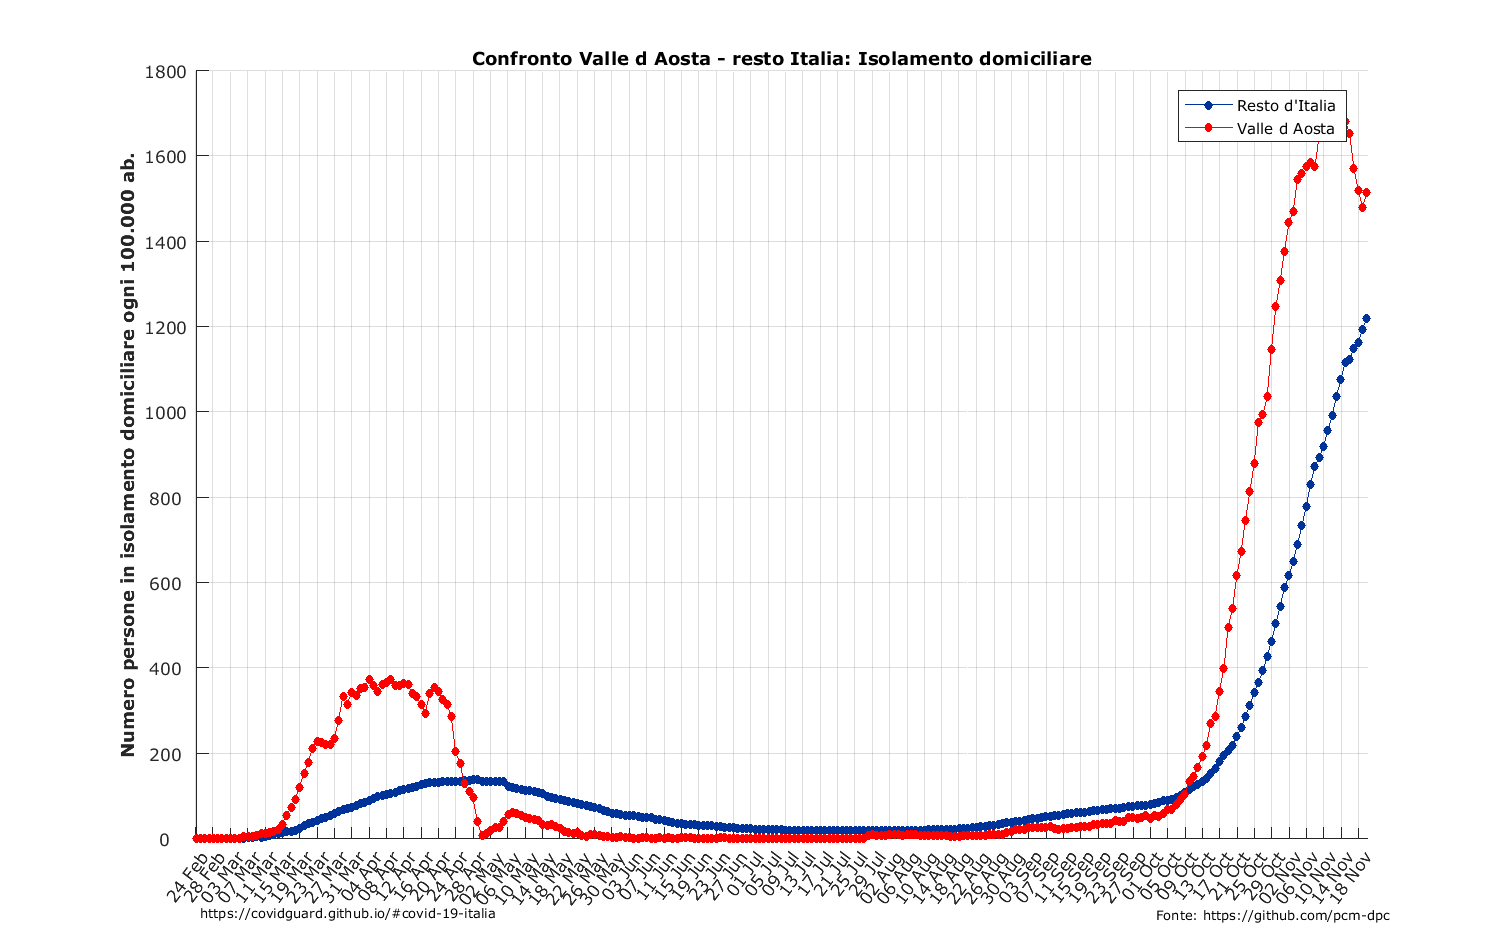 Confronto Valle d Aosta - resto Italia: Isolamento domiciliare
Numero persone in isolamento domiciliare ogni 100.000 ab.
1800
1600
1400
1200
1000
800
600
400
200
0
Resto d'Italia
Valle d Aosta
24 Feb
28 Feb
03 Mar
07 Mar
11 Mar
15 Mar
19 Mar
23 Mar
27 Mar
31 Mar
04 Apr
08 Apr
12 Apr
16 Apr
20 Apr
24 Apr
28 Apr
02 May
06 May
10 May
14 May
18 May
22 May
26 May
30 May
03 Jun
07 Jun
11 Jun
15 Jun
19 Jun
23 Jun
27 Jun
01 Jul
05 Jul
09 Jul
13 Jul
17 Jul
21 Jul
25 Jul
29 Jul
02 Aug
06 Aug
10 Aug
14 Aug
18 Aug
22 Aug
26 Aug
30 Aug
03 Sep
07 Sep
11 Sep
15 Sep
19 Sep
23 Sep
27 Sep
01 Oct
05 Oct
09 Oct
13 Oct
17 Oct
21 Oct
25 Oct
29 Oct
02 Nov
06 Nov
10 Nov
14 Nov
18 Nov
https://covidguard.github.io/#covid-19-italia
Fonte: https://github.com/pcm-dpc